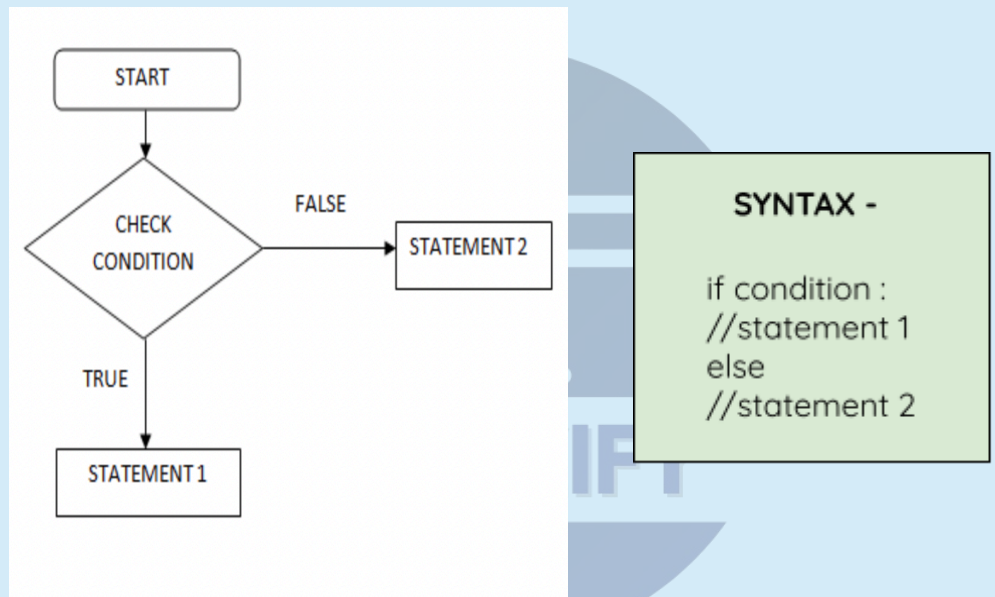 START
CHECK
CONDITION
FALSE
STATEMENT 2
TRUE
STATEMENT 1
SYNTAX -
if condition :
//statement 1
else
//statement 2